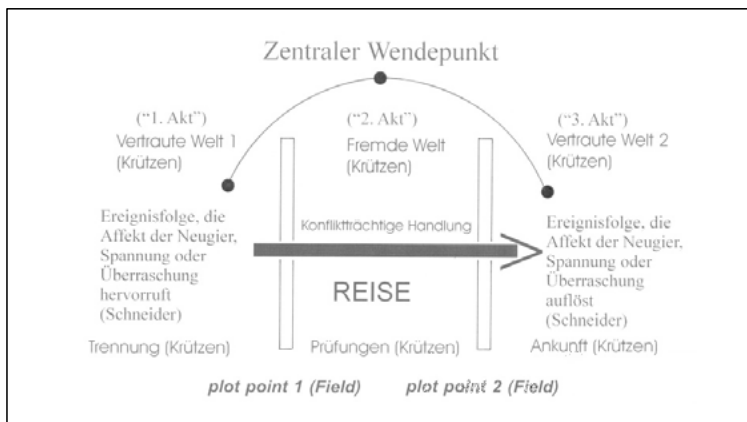 Zentraler Wendepunkt
("1. Akt")
Vertraute Welt 1
(Krützen)
("2. Akt")
Fremde Welt
(Krützen)
("3. Akt")
Vertraute Welt 2
(Krützen)
Ereignisfolge, die
Affekt der Neugier,
Spannung oder
Überraschung
hervorruft
(Schneider)
Konfliktträchtige Handlung
REISE
Ereignisfolge, die
Affekt der Neugier,
Spannung oder
Überraschung
auflöst
(Schneider)
Trennung (Krützen)
Prüfungen (Krützen)
Ankunft (Krützen)
plot point 1 (Field)
plot point 2 (Field)